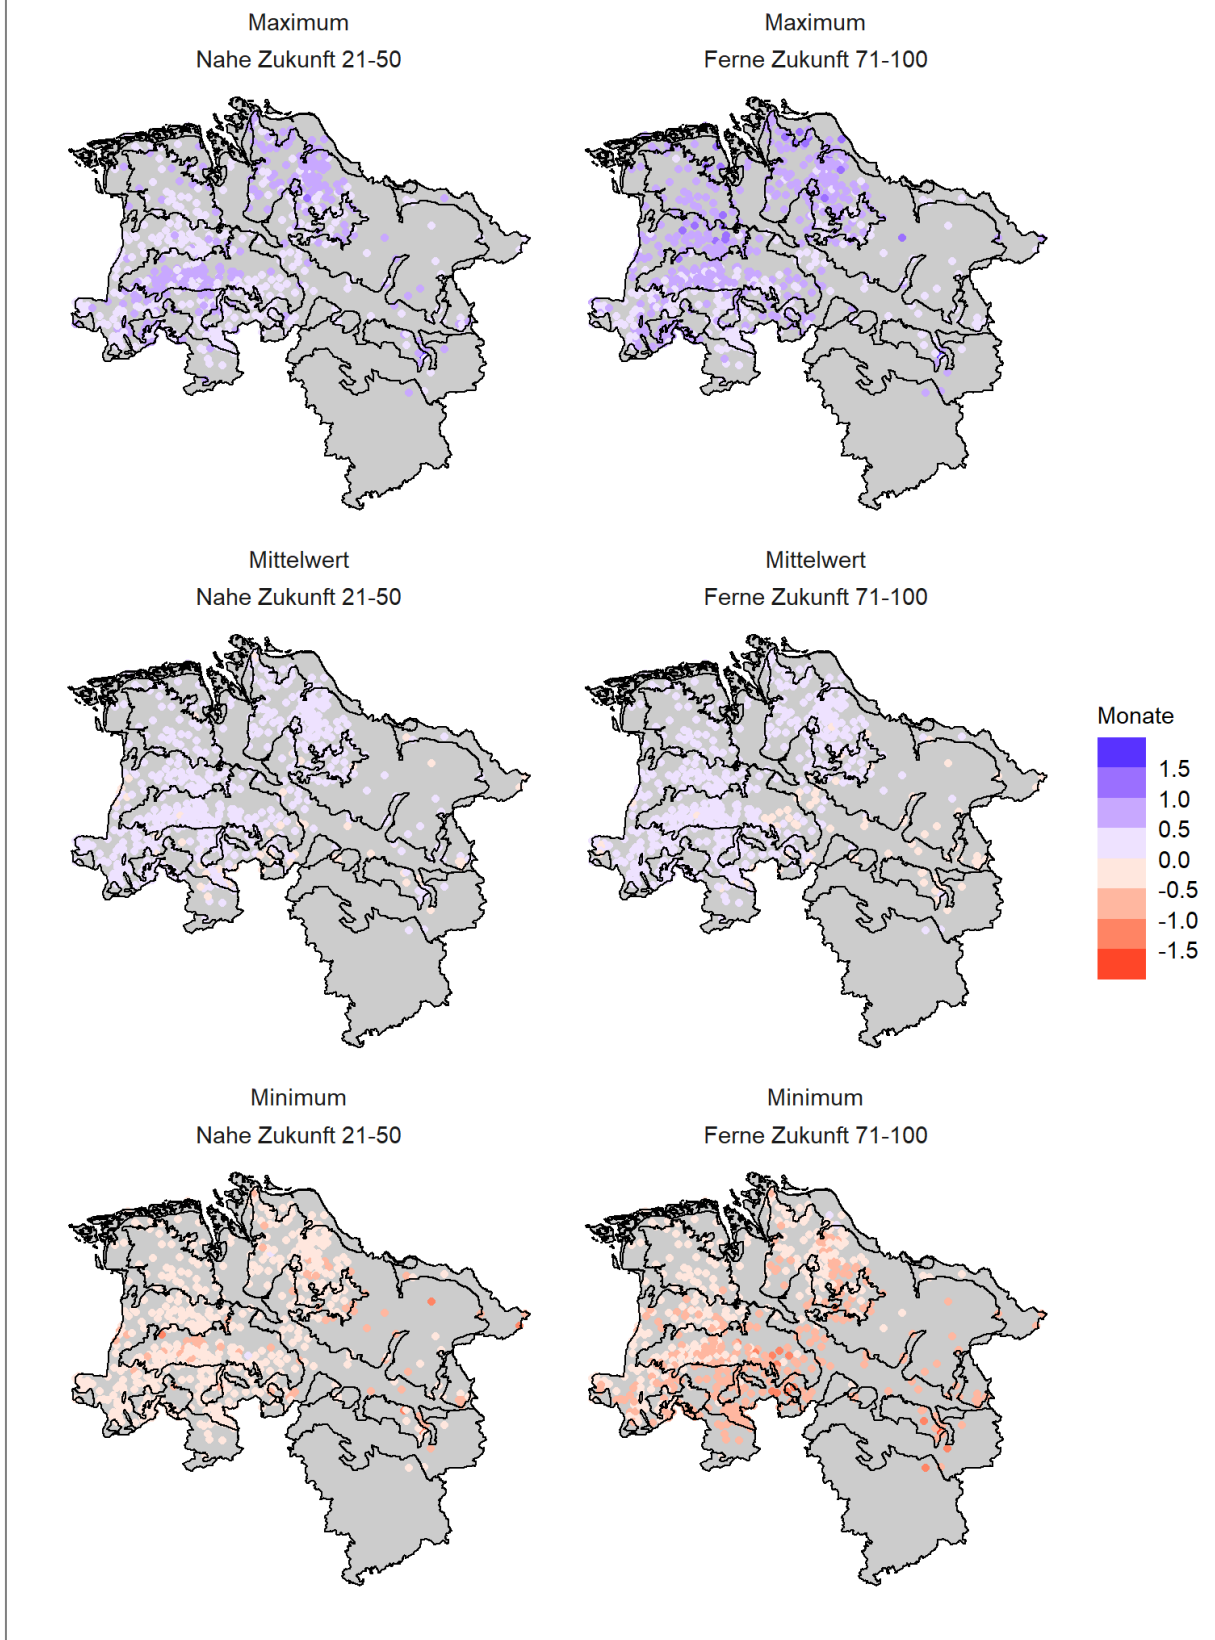 Maximum
Nahe Zukunft 21-50
Maximum
Ferne Zukunft 71-100
Mittelwert
Nahe Zukunft 21-50
Mittelwert
Ferne Zukunft 71-100
Monate
1.5
1.0
0.5
0.0
-0.5
-1.0
-1.5
Minimum
Nahe Zukunft 21-50
Minimum
Ferne Zukunft 71-100